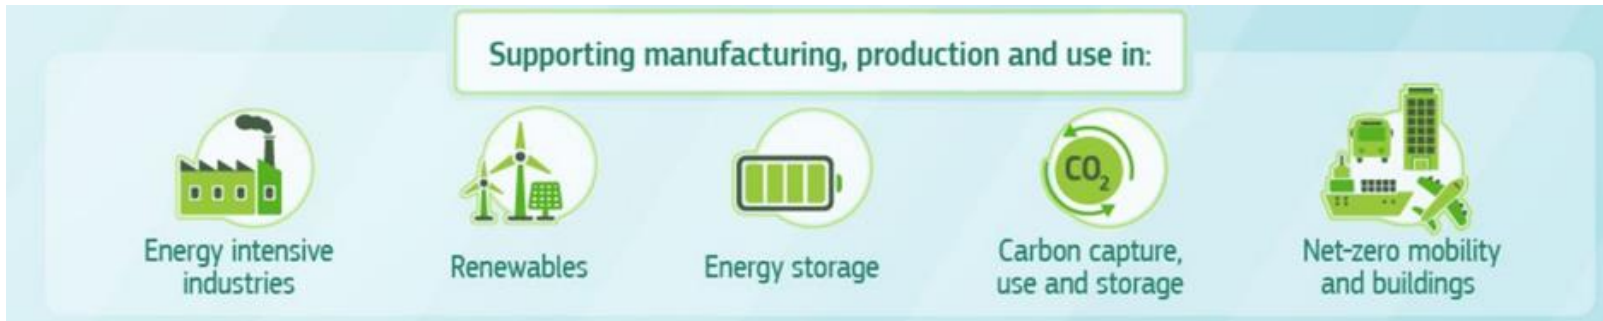 Supporting manufacturing, production and use in:
CO₂
Energy intensive
industries
Renewables
Energy storage
Carbon capture,
use and storage
Net-zero mobility
and buildings